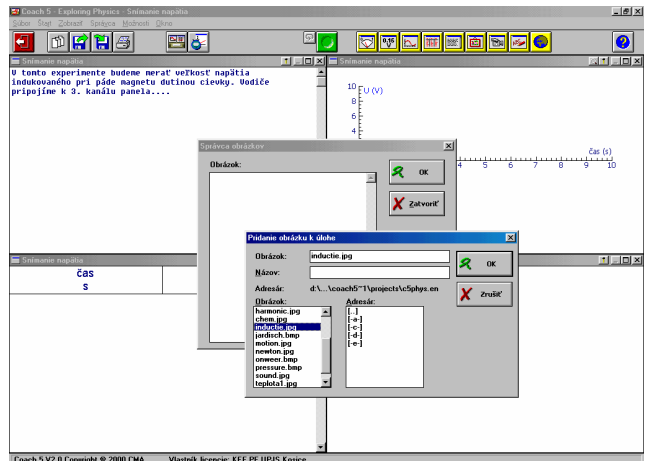 Coach 5 - Exploring Physics - Snímanie napätia
Súbor Štart Zobraziť Správca Možnosti Okno
Snímanie napätia
V tomto experimente budeme merať veľkosť napätia
indukovaného pri páde magnetu dutinou cievky. Vodiče
pripojíme k 3. kanálu panela....
Snímanie napätia
10
U (V)
8
6
4
čas (s)
4 5 6 7 8 9 10
Správca obrázkov
Obrázok:
OK
Zatvoriť
Pridanie obrázku k úlohe
Obrázok: inductie.jpg
Názov:
Adresár: d:\...\coach5~1\projects\c5phys.en
Obrázok: Adresár:
harmonic.jpg
chem.jpg
inductie.jpg
jardisch.bmp
motion.jpg
newton.jpg
onweer.bmp
pressure.bmp
sound.jpg
teplota1.jpg
[..]
[-a-]
[-c-]
[-d-]
[-e-]
OK
Zrušiť
Snímanie napätia
čas
s
Coach 5 V2.0 Copyright © 2000 CMA Vlastník licencie: KEF PF UPJS Kosice